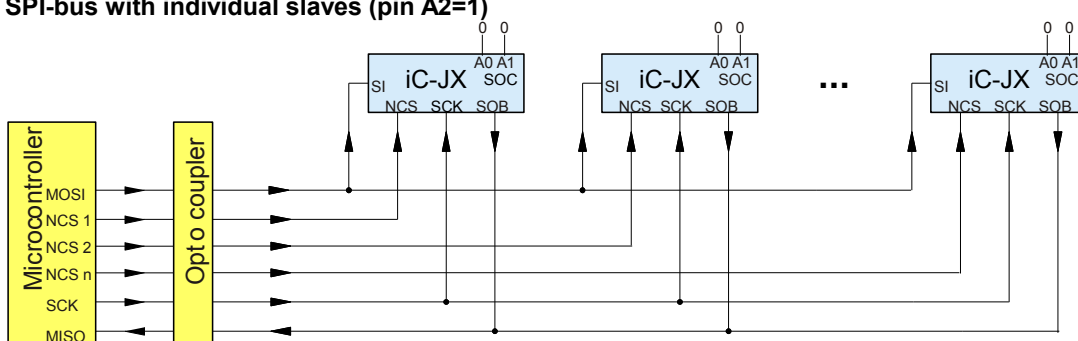 SPI-bus with individual slaves (pin A2=1)
0 0 0 0 0 0
A0 A1 A0 A1 A0 A1
SI iC-JX SOC SI iC-JX SOC ... SI iC-JX SOC
NCS SCK SOB NCS SCK SOB NCS SCK SOB
Microcontroller
Opto coupler
MOSI
NCS 1
NCS 2
NCS n
SCK
MISO